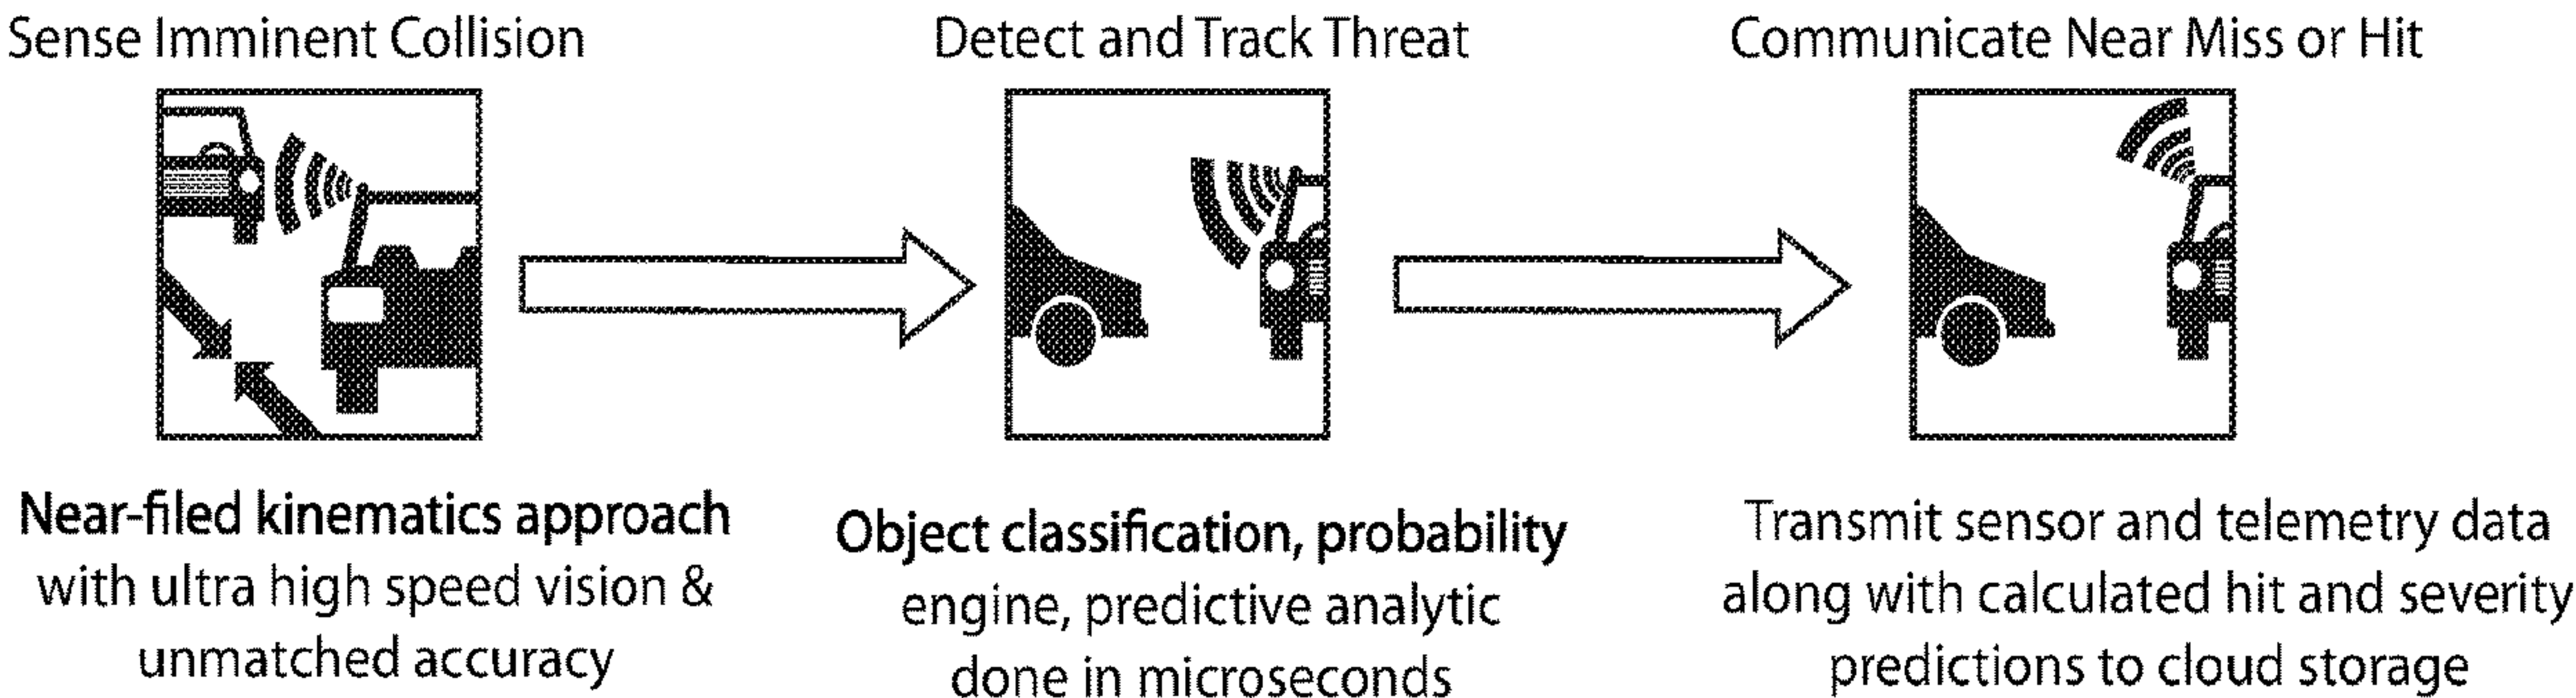 Sense Imminent Collision
Detect and Track Threat
Communicate Near Miss or Hit
Near-filed kinematics approach
with ultra high speed vision &
unmatched accuracy
Object classification, probability
engine, predictive analytic
done in microseconds
Transmit sensor and telemetry data
along with calculated hit and severity
predictions to cloud storage